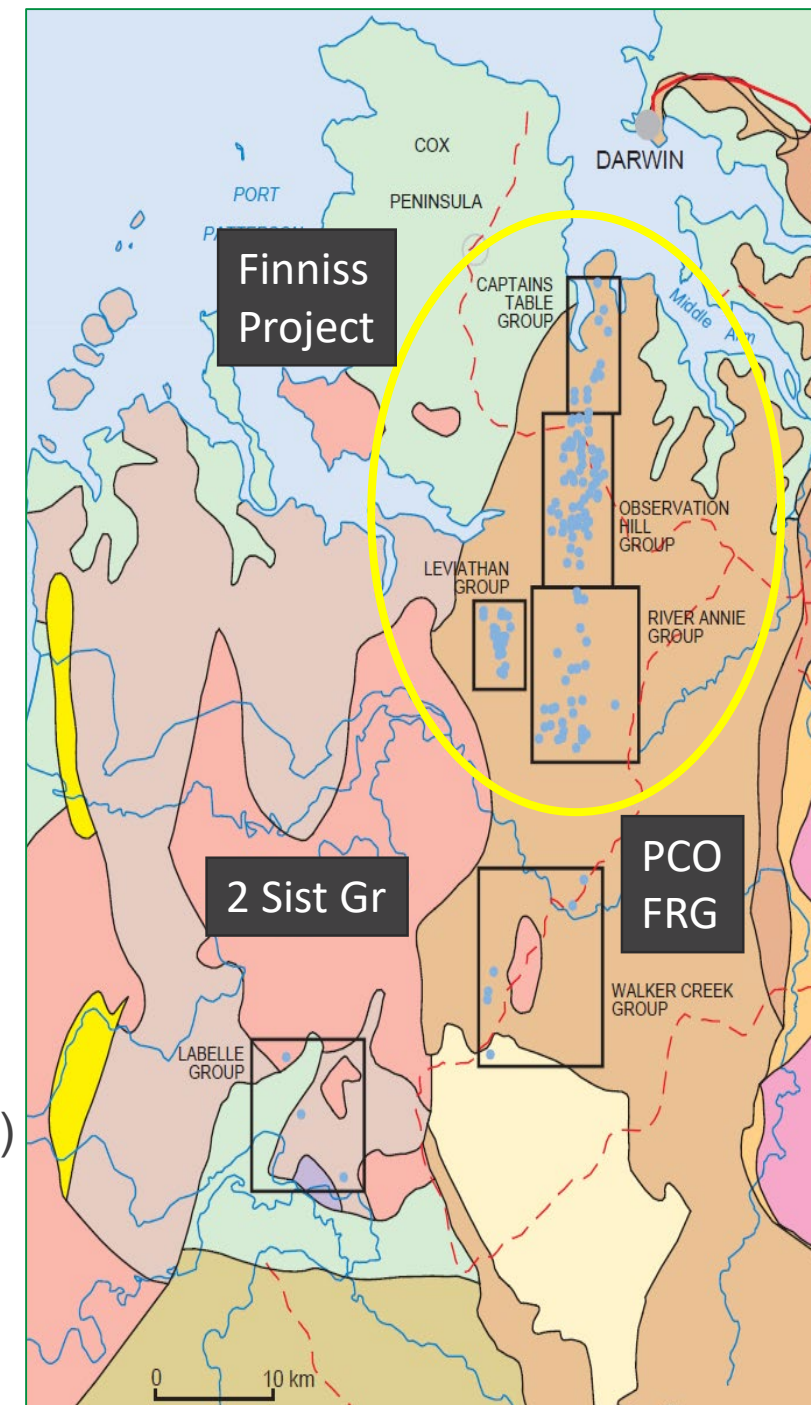 COX
PENINSULA
DARWIN
PORT
Finniss
Project
CAPTAINS
TABLE
GROUP
Middle Arm
OBSERVATION
HILL
GROUP
LEVIATHAN
GROUP
RIVER ANNIE
GROUP
PCO
FRG
2 Sist Gr
WALKER CREEK
GROUP
LABELLE
GROUP
)
0 10 km